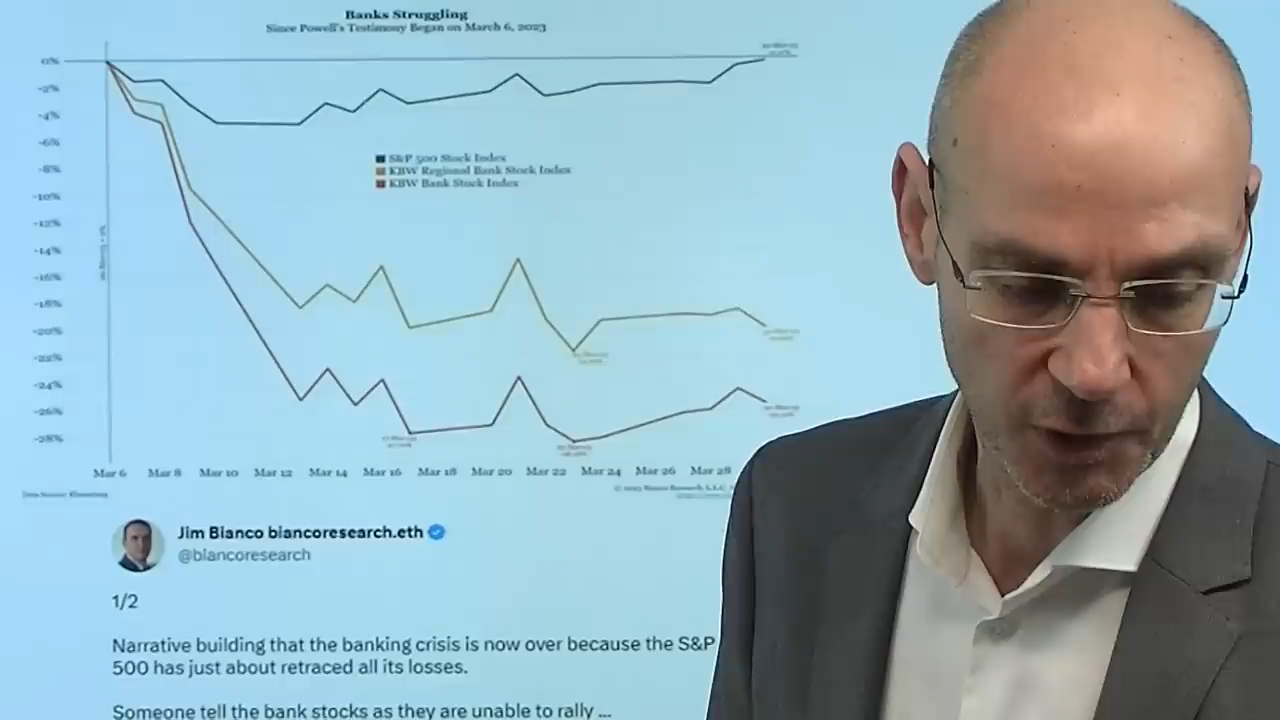 Banks Struggling
Since Powell's Testimony Began on March 6, 2023
0%
-2%
-4%
-6%
-8%
-10%
-12%
-14%
-16%
-18%
-20%
-22%
-24%
-26%
-28%
S&P 500 Stock Index
KBW Regional Bank Stock Index
KBW Bank Stock Index
Mar 6 Mar 8 Mar 10 Mar 12 Mar 14 Mar 16 Mar 18 Mar 20 Mar 22 Mar 24 Mar 26 Mar 28
Jim Bianco biancoresearch.eth
@biancoresearch
1/2
Narrative building that the banking crisis is now over because the S&P
500 has just about retraced all its losses.
Someone tell the bank stocks as they are unable to rally ...